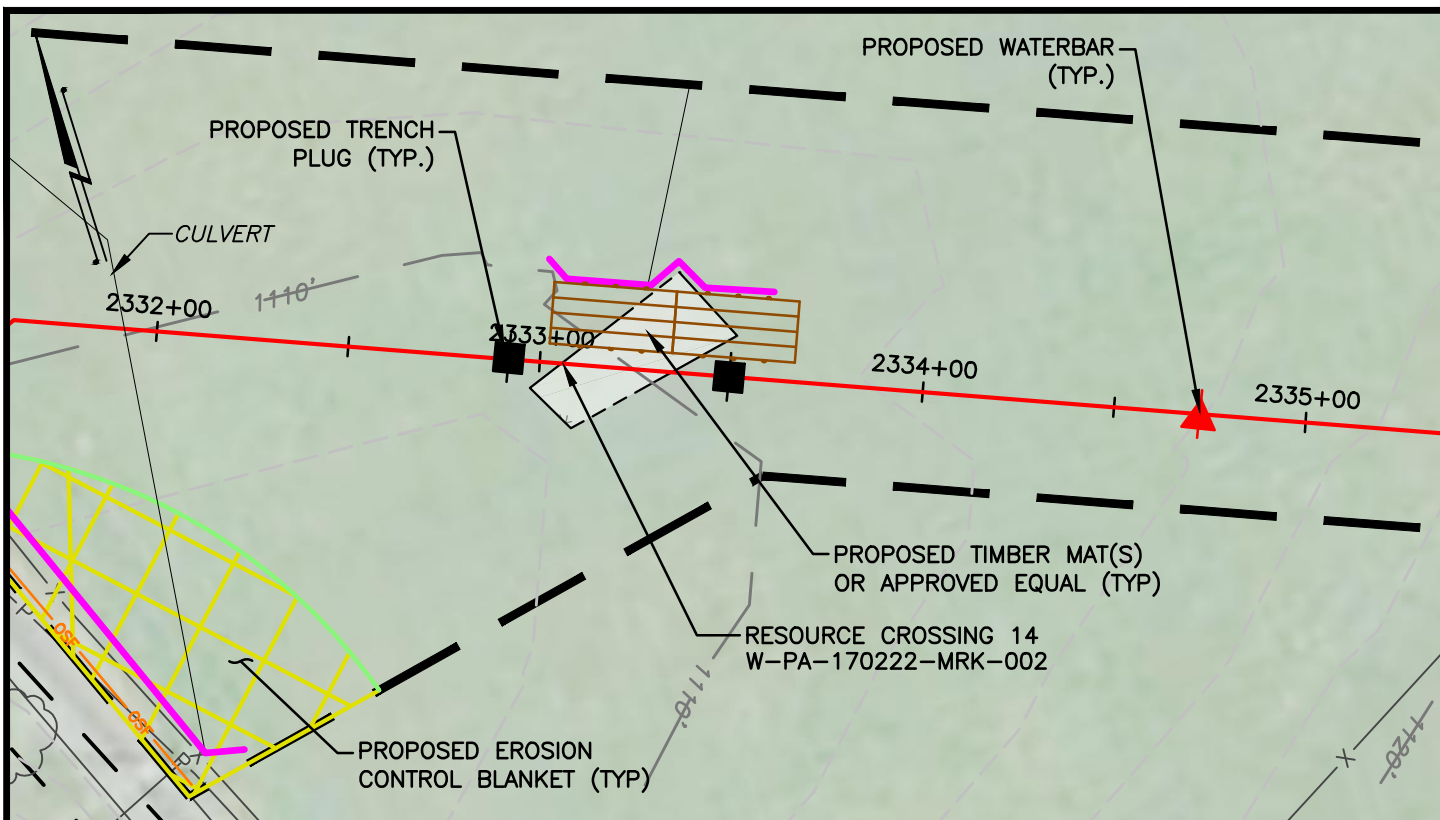 PROPOSED WATERBAR
(TYP.)
PROPOSED TRENCH
PLUG (TYP.)
CULVERT
1110'
2332+00
2333+00
2334+00
2335+00
PROPOSED TIMBER MAT(S)
OR APPROVED EQUAL (TYP)
RESOURCE CROSSING 14
W-PA-170222-MRK-002
OSF
OSF
P
P
X
1110'
1120'
PROPOSED EROSION
CONTROL BLANKET (TYP)